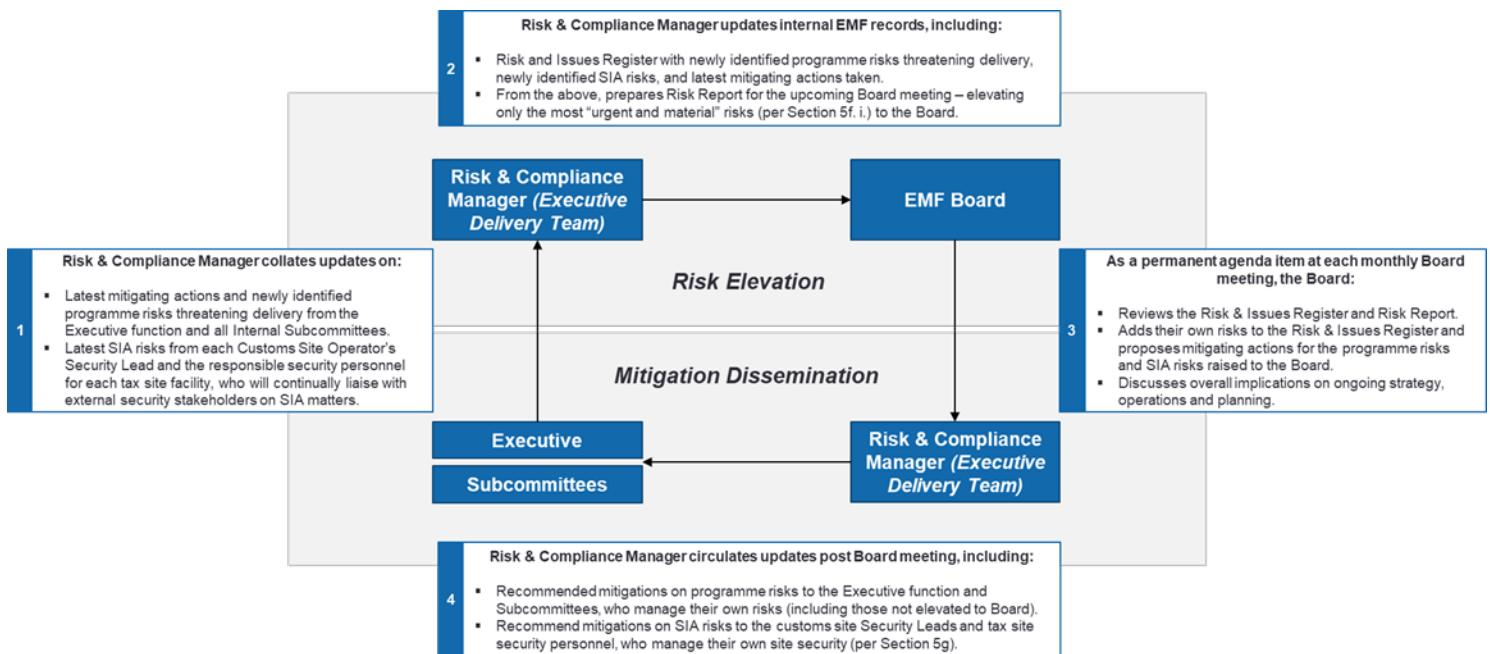 2
Risk & Compliance Manager updates internal EMF records, including:
▪ Risk and Issues Register with newly identified programme risks threatening delivery,
newly identified SIA risks, and latest mitigating actions taken.
▪ From the above, prepares Risk Report for the upcoming Board meeting – elevating
only the most “urgent and material” risks (per Section 5f. i.) to the Board.
Risk & Compliance
Manager (Executive
Delivery Team)
EMF Board
Risk Elevation
1
Risk & Compliance Manager collates updates on:
▪ Latest mitigating actions and newly identified
programme risks threatening delivery from the
Executive function and all Internal Subcommittees.
▪ Latest SIA risks from each Customs Site Operator’s
Security Lead and the responsible security personnel
for each tax site facility, who will continually liaise with
external security stakeholders on SIA matters.
3
As a permanent agenda item at each monthly Board
meeting, the Board:
▪ Reviews the Risk & Issues Register and Risk Report.
▪ Adds their own risks to the Risk & Issues Register and
proposes mitigating actions for the programme risks
and SIA risks raised to the Board.
▪ Discusses overall implications on ongoing strategy,
operations and planning.
Mitigation Dissemination
Executive
Subcommittees
Risk & Compliance
Manager (Executive
Delivery Team)
4
Risk & Compliance Manager circulates updates post Board meeting, including:
▪ Recommended mitigations on programme risks to the Executive function and
Subcommittees, who manage their own risks (including those not elevated to Board).
▪ Recommend mitigations on SIA risks to the customs site Security Leads and tax site
security personnel, who manage their own site security (per Section 5g).